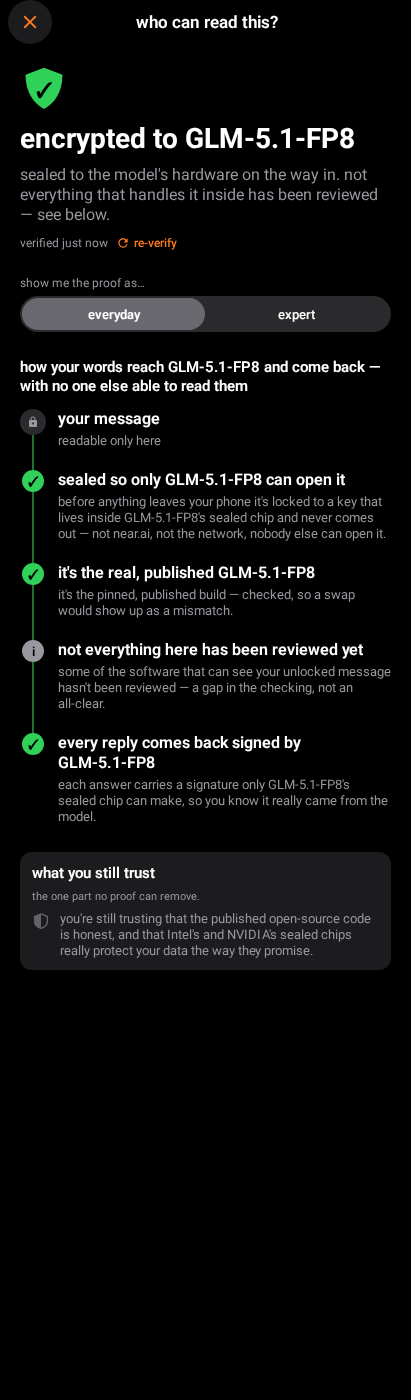 who can read this?
encrypted to GLM-5.1-FP8
sealed to the model's hardware on the way in. not
everything that handles it inside has been reviewed
— see below.
verified just now re-verify
show me the proof as…
everyday expert
how your words reach GLM-5.1-FP8 and come back —
with no one else able to read them
your message
readable only here
sealed so only GLM-5.1-FP8 can open it
before anything leaves your phone it's locked to a key that
lives inside GLM-5.1-FP8's sealed chip and never comes
out — not near.ai, not the network, nobody else can open it.
it's the real, published GLM-5.1-FP8
it's the pinned, published build — checked, so a swap
would show up as a mismatch.
not everything here has been reviewed yet
some of the software that can see your unlocked message
hasn't been reviewed — a gap in the checking, not an
all-clear.
every reply comes back signed by
GLM-5.1-FP8
each answer carries a signature only GLM-5.1-FP8's
sealed chip can make, so you know it really came from the
model.
what you still trust
the one part no proof can remove.
you're still trusting that the published open-source code
is honest, and that Intel's and NVIDIA's sealed chips
really protect your data the way they promise.